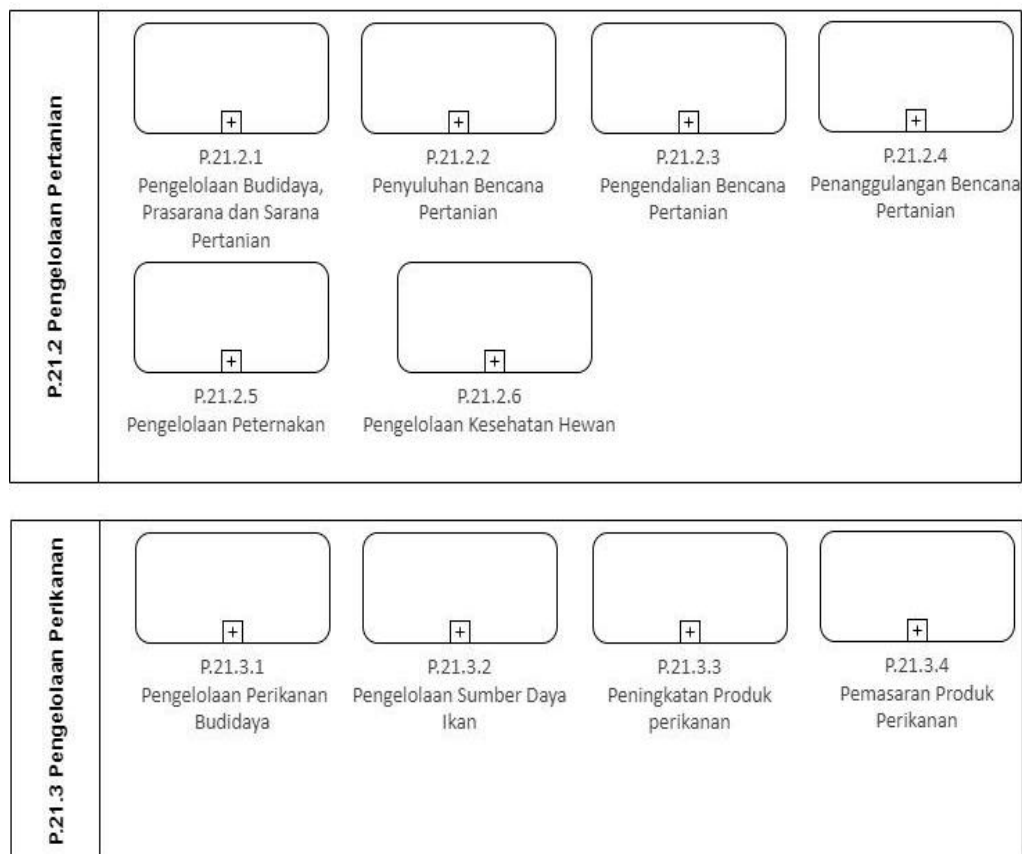 P.21.2 Pengelolaan Pertanian
+
+
+
+
P.21.2.1
Pengelolaan Budidaya,
Prasarana dan Sarana
Pertanian
P.21.2.2
Penyuluhan Bencana
Pertanian
P.21.2.3
Pengendalian Bencana
Pertanian
P.21.2.4
Penanggulangan Bencana
Pertanian
+
+
P.21.2.5
Pengelolaan Peternakan
P.21.2.6
Pengelolaan Kesehatan Hewan
P.21.3 Pengelolaan Perikanan
+
+
+
+
P.21.3.1
Pengelolaan Perikanan
Budidaya
P.21.3.2
Pengelolaan Sumber Daya
Ikan
P.21.3.3
Peningkatan Produk
perikanan
P.21.3.4
Pemasaran Produk
Perikanan